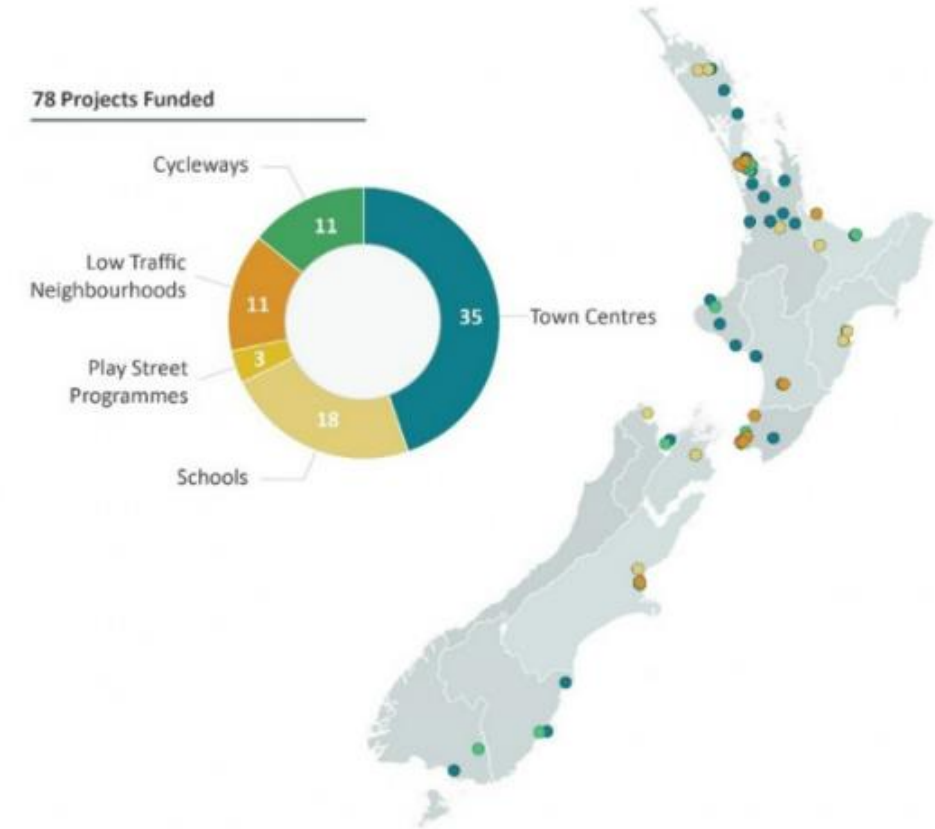 78 Projects Funded
Cycleways
11
Low Traffic
Neighbourhoods
11
35
Town Centres
Play Street
Programmes
3
18
Schools